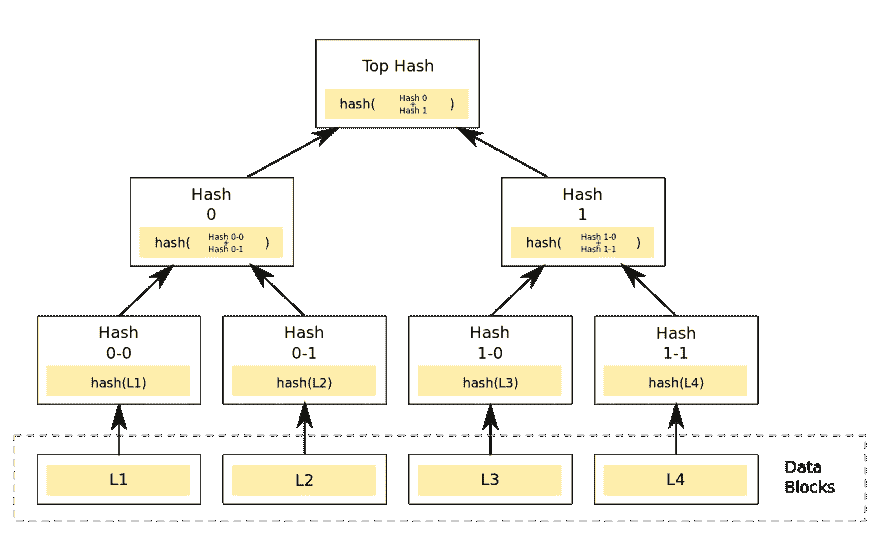 Top Hash
hash( Hash 0 + Hash 1 )
Hash
0
hash( Hash 0-0 + Hash 0-1 )
Hash
1
hash( Hash 1-0 + Hash 1-1 )
Hash
0-0
hash(L1)
Hash
0-1
hash(L2)
Hash
1-0
hash(L3)
Hash
1-1
hash(L4)
L1
L2
L3
L4
Data
Blocks